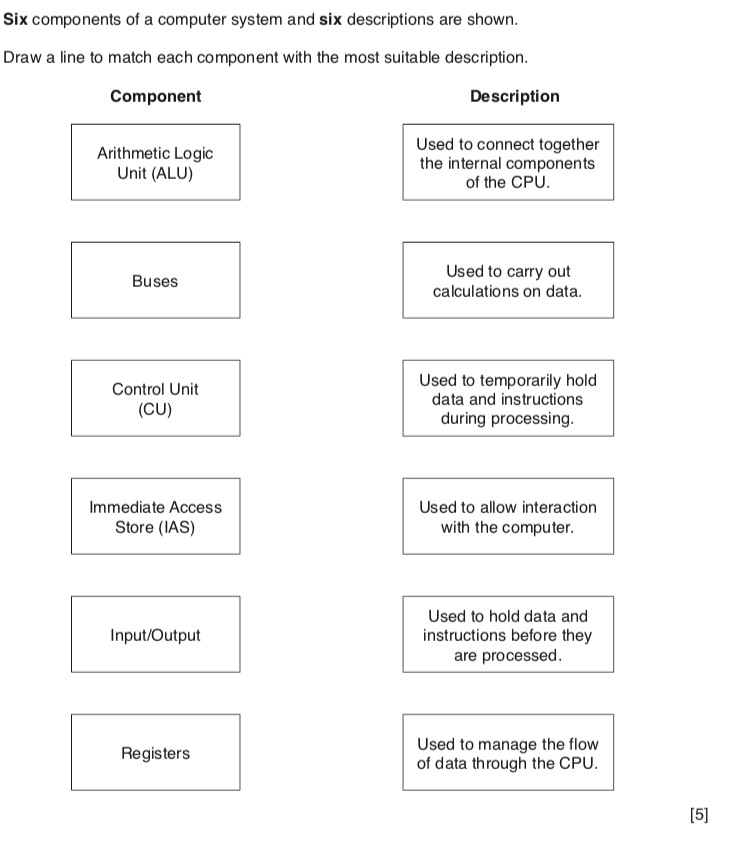 Six components of a computer system and six descriptions are shown.
Draw a line to match each component with the most suitable description.
Component
Description
Arithmetic Logic
Unit (ALU)
Used to connect together
the internal components
of the CPU.
Buses
Used to carry out
calculations on data.
Control Unit
(CU)
Used to temporarily hold
data and instructions
during processing.
Immediate Access
Store (IAS)
Used to allow interaction
with the computer.
Input/Output
Used to hold data and
instructions before they
are processed.
Registers
Used to manage the flow
of data through the CPU.
[5]